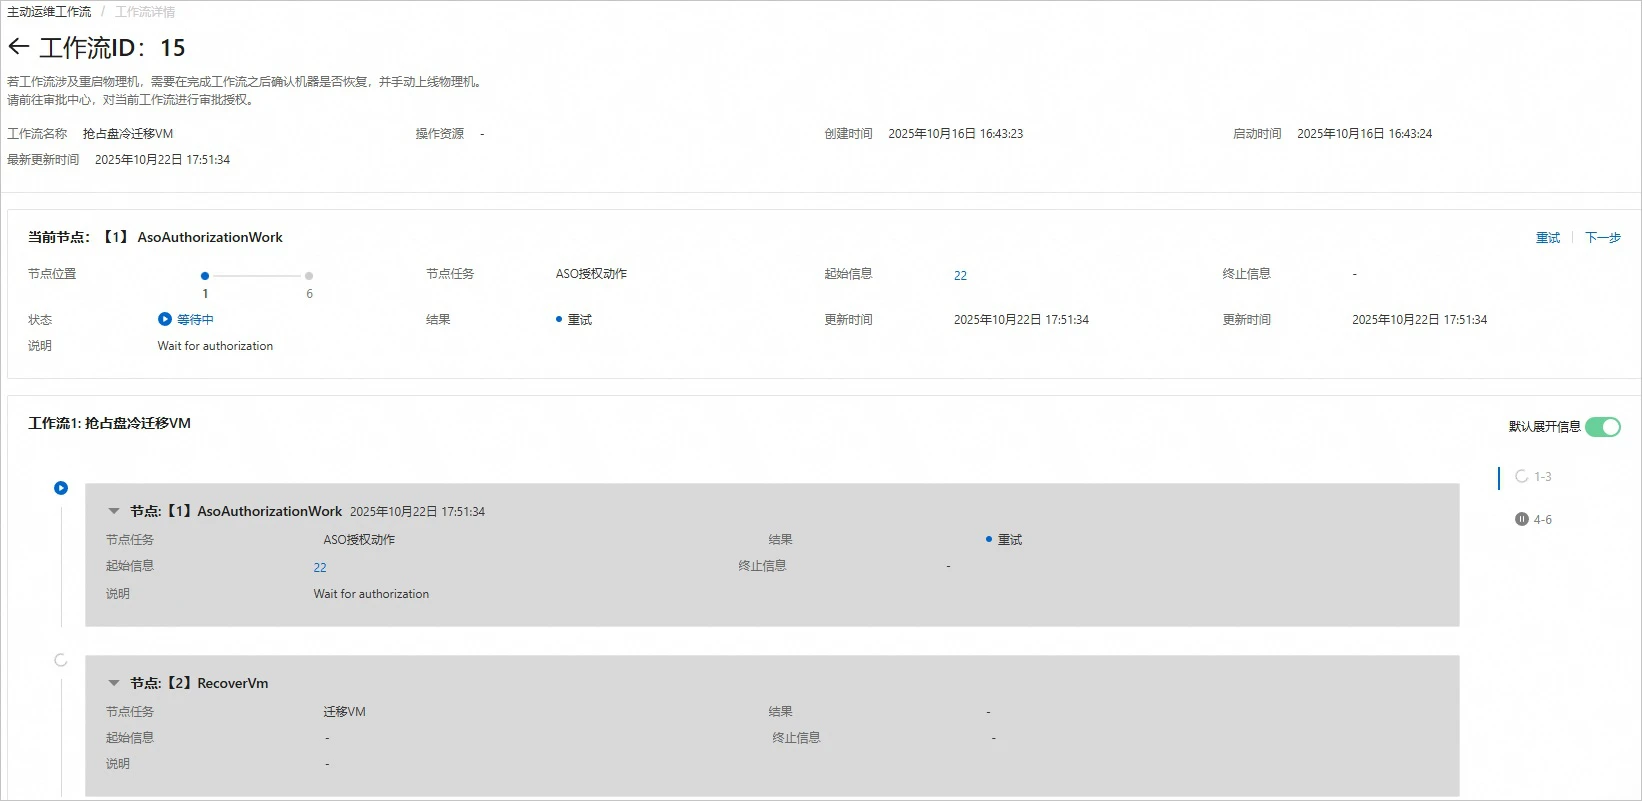 主动运维工作流 / 工作流详情
工作流ID：15
若工作流涉及重启物理机，需要在完成工作流之后确认机器是否恢复，并手动上线物理机。
请前往审批中心，对当前工作流进行审批授权。
工作流名称 抢占盘冷迁移VM 操作资源 - 创建时间 2025年10月16日 16:43:23 启动时间 2025年10月16日 16:43:24
最新更新时间 2025年10月22日 17:51:34
当前节点：【1】 AsoAuthorizationWork 重试 下一步
节点位置 1 6 节点任务 ASO授权动作 起始信息 22 终止信息 -
状态 等待中 结果 重试 更新时间 2025年10月22日 17:51:34 更新时间 2025年10月22日 17:51:34
说明 Wait for authorization
工作流1: 抢占盘冷迁移VM 默认展开信息
1-3
4-6
节点:【1】AsoAuthorizationWork 2025年10月22日 17:51:34
节点任务 ASO授权动作 结果 重试
起始信息 22 终止信息 -
说明 Wait for authorization
节点:【2】RecoverVm
节点任务 迁移VM 结果 -
起始信息 - 终止信息 -
说明 -